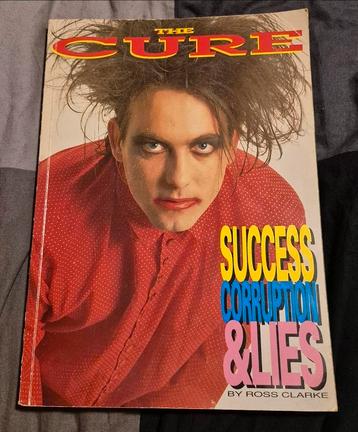 THE
CURE
SUCCESS
CORRUPTION
& LIES
BY ROSS CLARKE